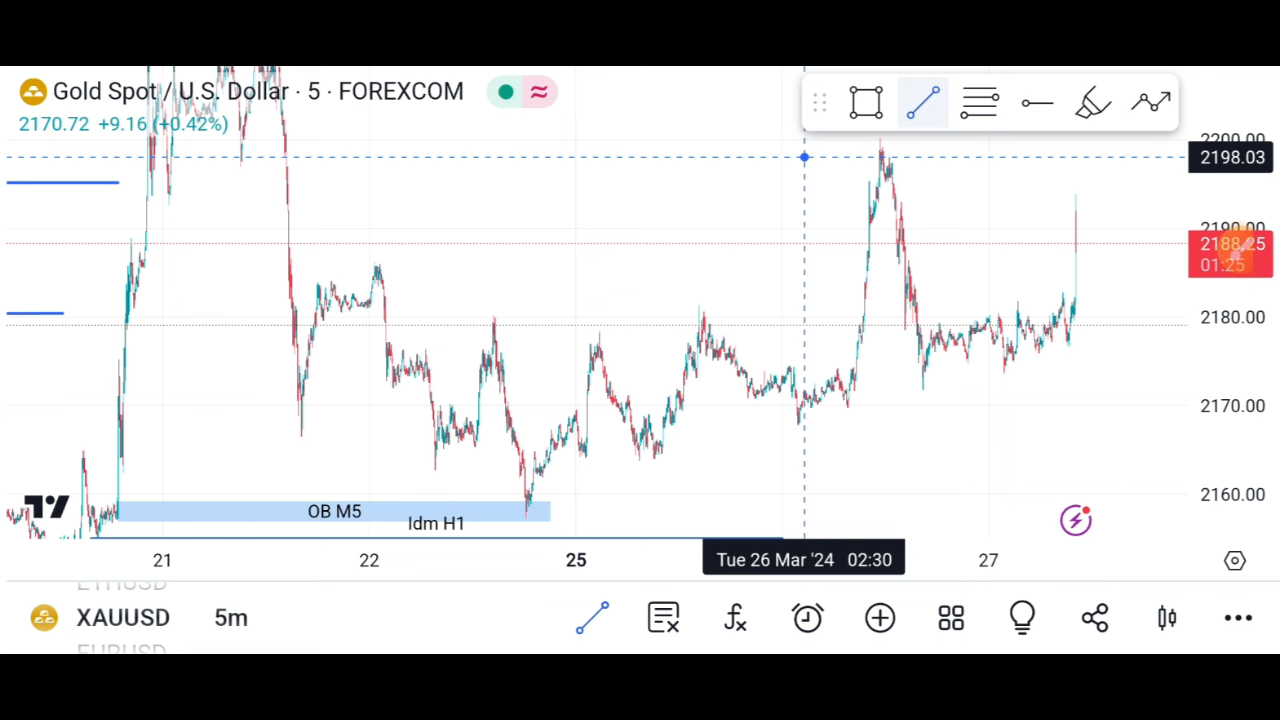 Gold Spot / U.S. Dollar · 5 · FOREXCOM
2170.72 +9.16 (+0.42%)
2200.00
2198.03
2190.00
2188.25
01:25
2180.00
2170.00
2160.00
OB M5
Idm H1
21 22 25 Tue 26 Mar '24 02:30 27
ETHUSD
XAUUSD 5m
EURUSD